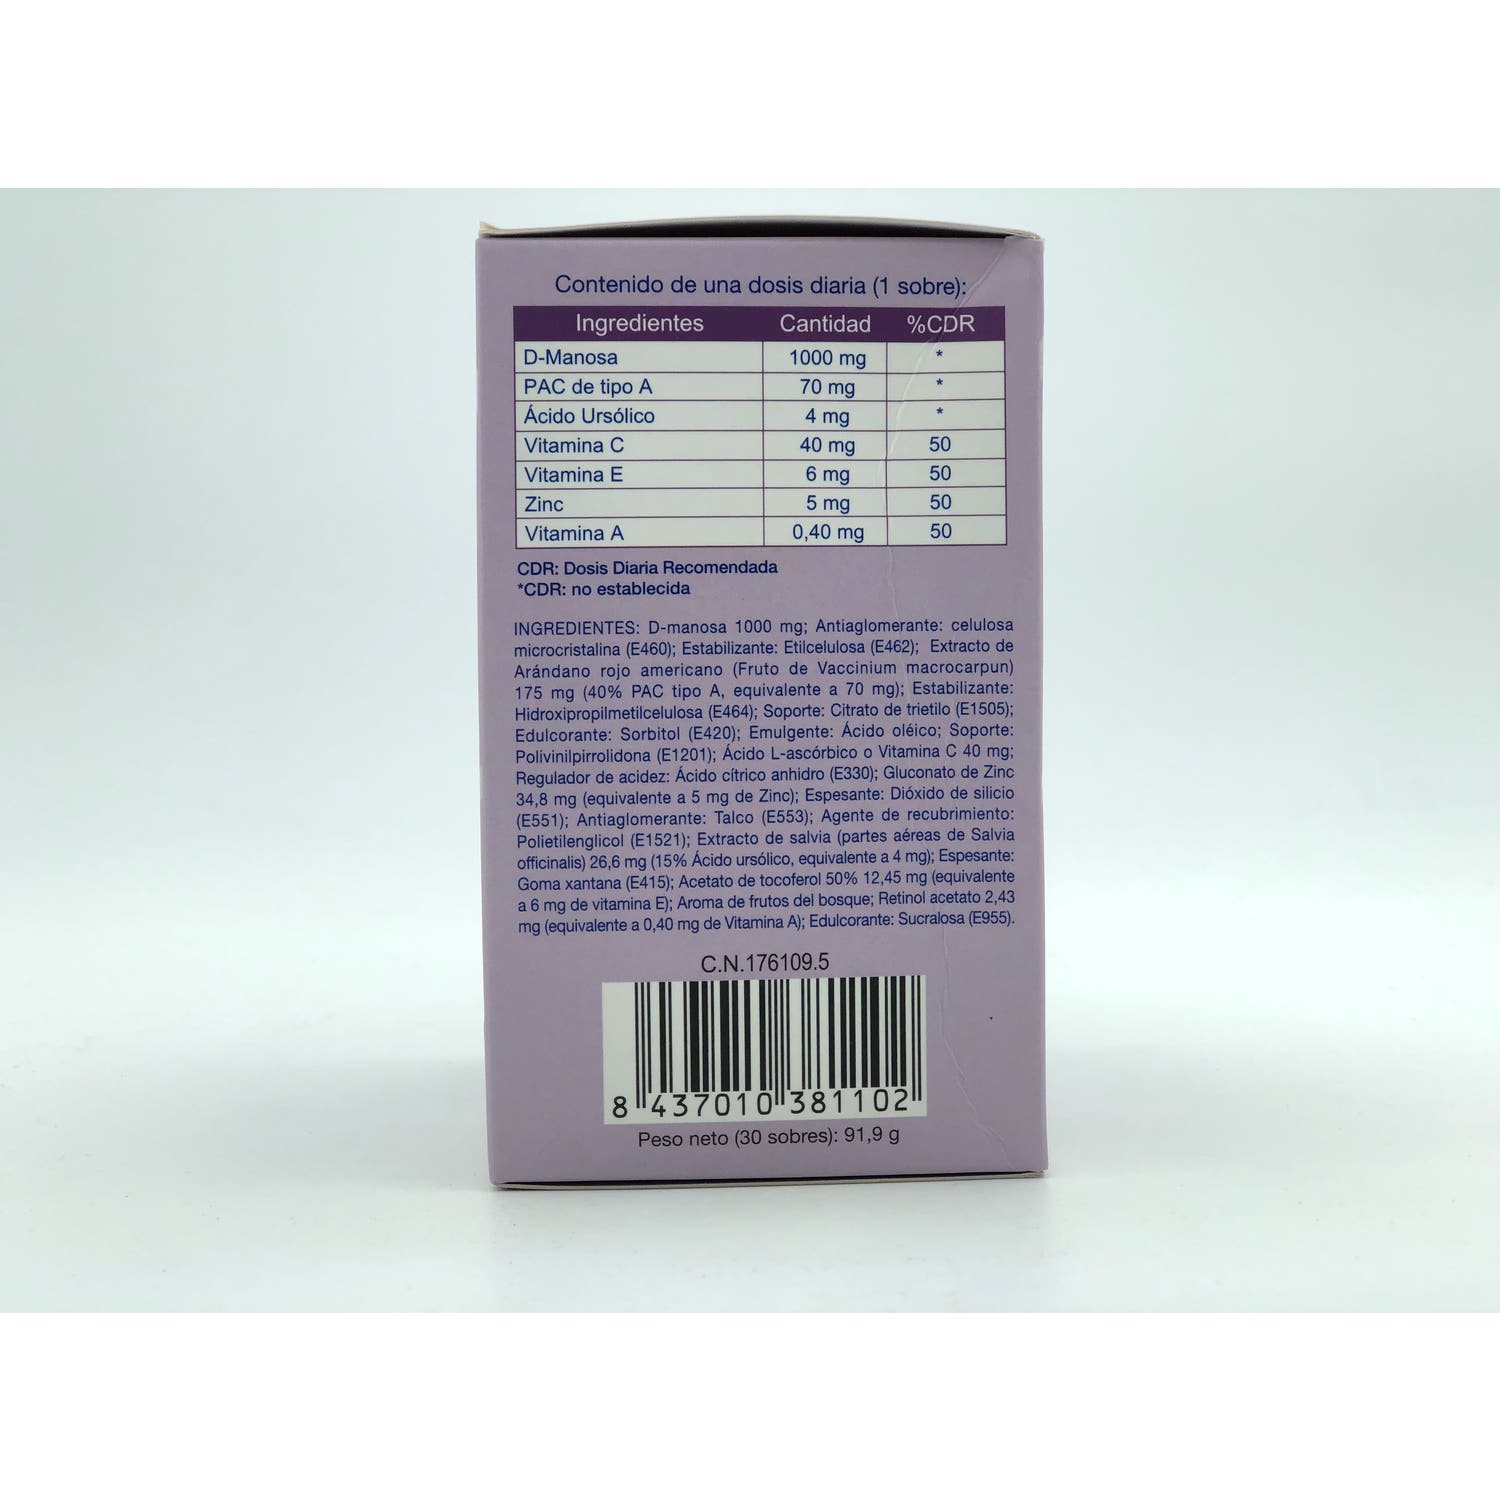 Contenido de una dosis diaria (1 sobre):
Ingredientes Cantidad %CDR
D-Manosa 1000 mg *
PAC de tipo A 70 mg *
Ácido Ursólico 4 mg *
Vitamina C 40 mg 50
Vitamina E 6 mg 50
Zinc 5 mg 50
Vitamina A 0,40 mg 50
CDR: Dosis Diaria Recomendada
*CDR: no establecida
INGREDIENTES: D-manosa 1000 mg; Antiaglomerante: celulosa
microcristalina (E460); Estabilizante: Etilcelulosa (E462); Extracto de
Arándano rojo americano (Fruto de Vaccinium macrocarpun)
175 mg (40% PAC tipo A, equivalente a 70 mg); Estabilizante:
Hidroxipropilmetilcelulosa (E464); Soporte: Citrato de trietilo (E1505);
Edulcorante: Sorbitol (E420); Emulgente: Ácido oléico; Soporte:
Polivinilpirrolidona (E1201); Ácido L-ascórbico o Vitamina C 40 mg;
Regulador de acidez: Ácido cítrico anhidro (E330); Gluconato de Zinc
34,8 mg (equivalente a 5 mg de Zinc); Espesante: Dióxido de silicio
(E551); Antiaglomerante: Talco (E553); Agente de recubrimiento:
Polietilenglicol (E1521); Extracto de salvia (partes aéreas de Salvia
officinalis) 26,6 mg (15% Ácido ursólico, equivalente a 4 mg); Espesante:
Goma xantana (E415); Acetato de tocoferol 50% 12,45 mg (equivalente
a 6 mg de vitamina E); Aroma de frutos del bosque; Retinol acetato 2,43
mg (equivalente a 0,40 mg de Vitamina A); Edulcorante: Sucralosa (E955).
C.N.176109.5
8 437010 381102
Peso neto (30 sobres): 91,9 g